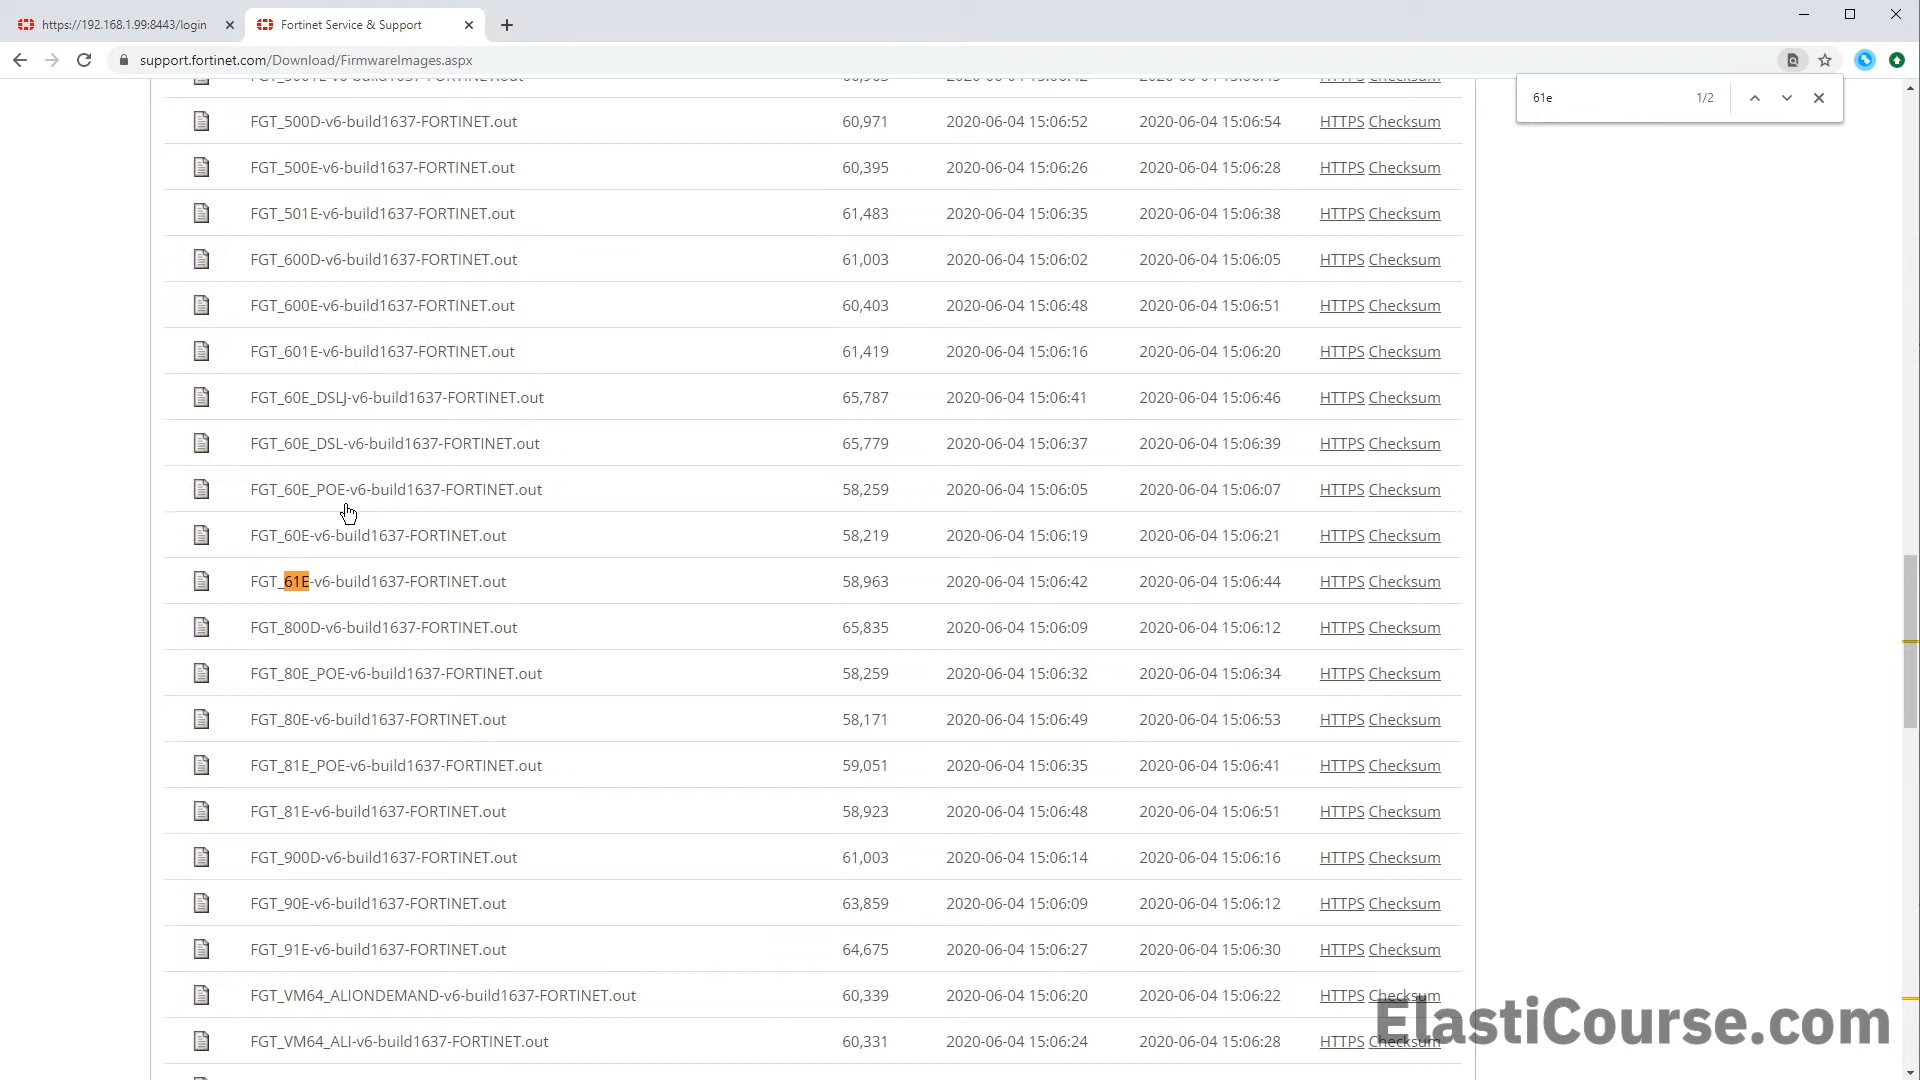 https://192.168.1.99:8443/login
Fortinet Service & Support
support.fortinet.com/Download/FirmwareImages.aspx
61e 1/2
FGT_500D-v6-build1637-FORTINET.out 60,971 2020-06-04 15:06:52 2020-06-04 15:06:54 HTTPS Checksum
FGT_500E-v6-build1637-FORTINET.out 60,395 2020-06-04 15:06:26 2020-06-04 15:06:28 HTTPS Checksum
FGT_501E-v6-build1637-FORTINET.out 61,483 2020-06-04 15:06:35 2020-06-04 15:06:38 HTTPS Checksum
FGT_600D-v6-build1637-FORTINET.out 61,003 2020-06-04 15:06:02 2020-06-04 15:06:05 HTTPS Checksum
FGT_600E-v6-build1637-FORTINET.out 60,403 2020-06-04 15:06:48 2020-06-04 15:06:51 HTTPS Checksum
FGT_601E-v6-build1637-FORTINET.out 61,419 2020-06-04 15:06:16 2020-06-04 15:06:20 HTTPS Checksum
FGT_60E_DSLJ-v6-build1637-FORTINET.out 65,787 2020-06-04 15:06:41 2020-06-04 15:06:46 HTTPS Checksum
FGT_60E_DSL-v6-build1637-FORTINET.out 65,779 2020-06-04 15:06:37 2020-06-04 15:06:39 HTTPS Checksum
FGT_60E_POE-v6-build1637-FORTINET.out 58,259 2020-06-04 15:06:05 2020-06-04 15:06:07 HTTPS Checksum
FGT_60E-v6-build1637-FORTINET.out 58,219 2020-06-04 15:06:19 2020-06-04 15:06:21 HTTPS Checksum
FGT_61E-v6-build1637-FORTINET.out 58,963 2020-06-04 15:06:42 2020-06-04 15:06:44 HTTPS Checksum
FGT_800D-v6-build1637-FORTINET.out 65,835 2020-06-04 15:06:09 2020-06-04 15:06:12 HTTPS Checksum
FGT_80E_POE-v6-build1637-FORTINET.out 58,259 2020-06-04 15:06:32 2020-06-04 15:06:34 HTTPS Checksum
FGT_80E-v6-build1637-FORTINET.out 58,171 2020-06-04 15:06:49 2020-06-04 15:06:53 HTTPS Checksum
FGT_81E_POE-v6-build1637-FORTINET.out 59,051 2020-06-04 15:06:35 2020-06-04 15:06:41 HTTPS Checksum
FGT_81E-v6-build1637-FORTINET.out 58,923 2020-06-04 15:06:48 2020-06-04 15:06:51 HTTPS Checksum
FGT_900D-v6-build1637-FORTINET.out 61,003 2020-06-04 15:06:14 2020-06-04 15:06:16 HTTPS Checksum
FGT_90E-v6-build1637-FORTINET.out 63,859 2020-06-04 15:06:09 2020-06-04 15:06:12 HTTPS Checksum
FGT_91E-v6-build1637-FORTINET.out 64,675 2020-06-04 15:06:27 2020-06-04 15:06:30 HTTPS Checksum
FGT_VM64_ALIONDEMAND-v6-build1637-FORTINET.out 60,339 2020-06-04 15:06:20 2020-06-04 15:06:22 HTTPS Checksum
ElastiCourse.com
FGT_VM64_ALI-v6-build1637-FORTINET.out 60,331 2020-06-04 15:06:24 2020-06-04 15:06:28 HTTPS Checksum